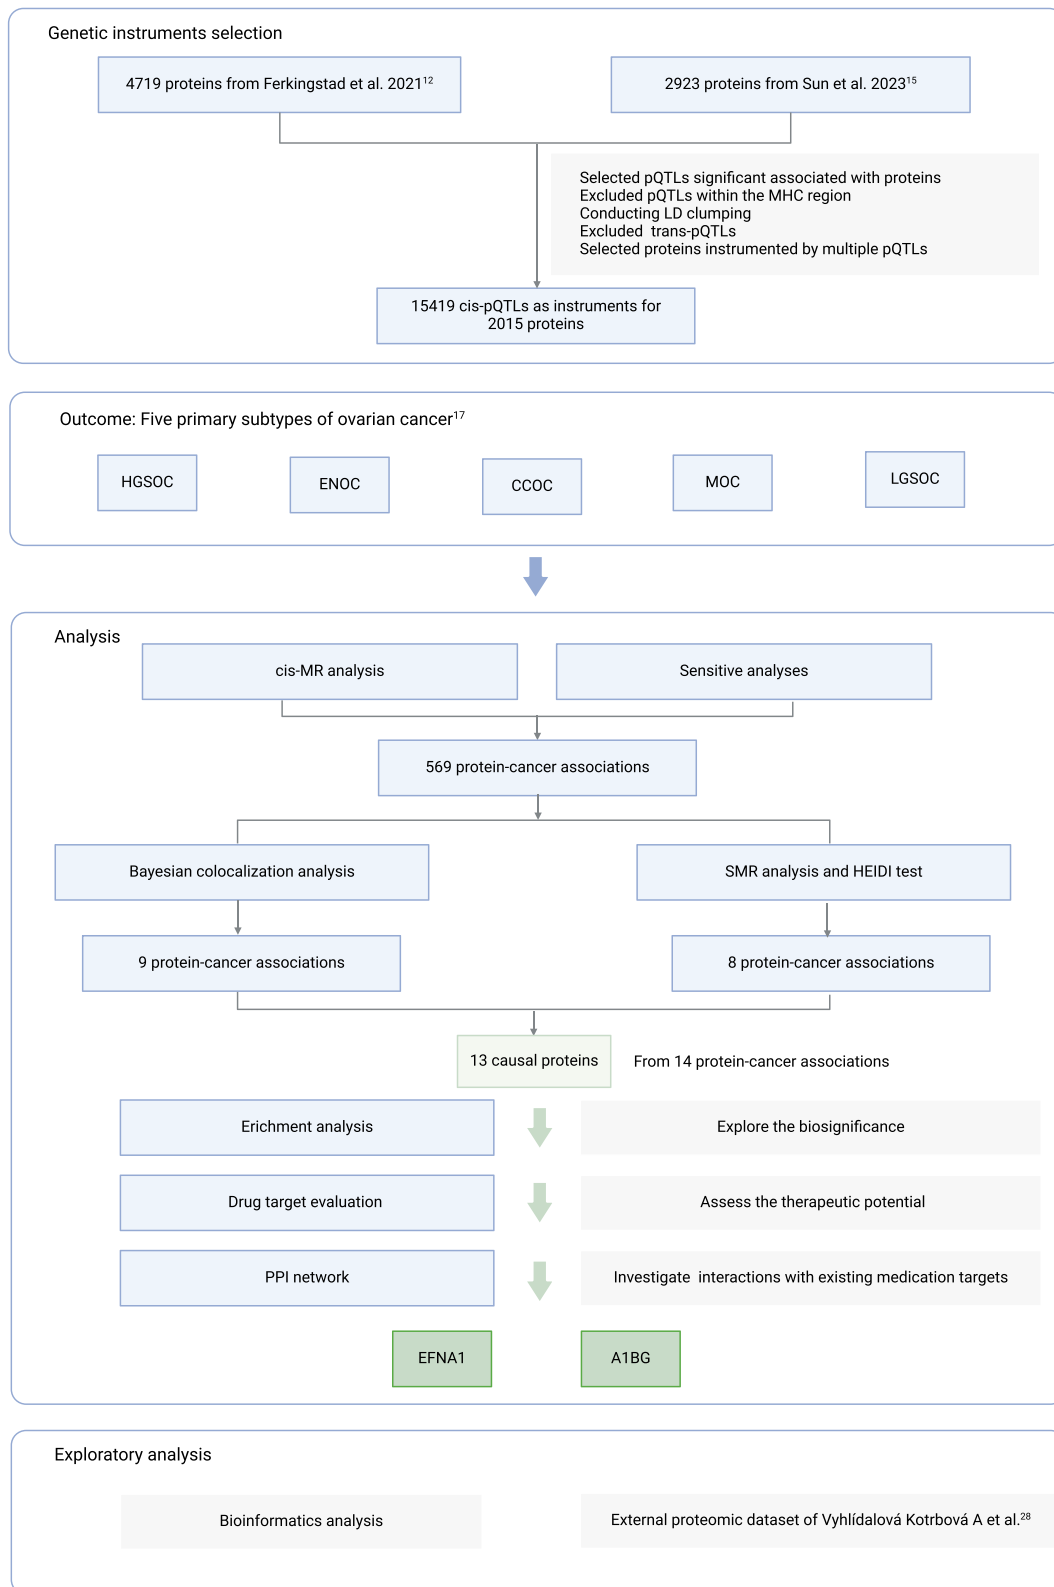 Genetic instruments selection
4719 proteins from Ferkingstad et al. 2021¹²
2923 proteins from Sun et al. 2023¹⁵
Selected pQTLs significant associated with proteins
Excluded pQTLs within the MHC region
Conducting LD clumping
Excluded  trans-pQTLs
Selected proteins instrumented by multiple pQTLs
15419 cis-pQTLs as instruments for
2015 proteins
Outcome: Five primary subtypes of ovarian cancer¹⁷
HGSOC
ENOC
CCOC
MOC
LGSOC
Analysis
cis-MR analysis
Sensitive analyses
569 protein-cancer associations
Bayesian colocalization analysis
SMR analysis and HEIDI test
9 protein-cancer associations
8 protein-cancer associations
13 causal proteins
From 14 protein-cancer associations
Erichment analysis
Explore the biosignificance
Drug target evaluation
Assess the therapeutic potential
PPI network
Investigate  interactions with existing medication targets
EFNA1
A1BG
Exploratory analysis
Bioinformatics analysis
External proteomic dataset of Vyhlídalová Kotrbová A et al.²⁸